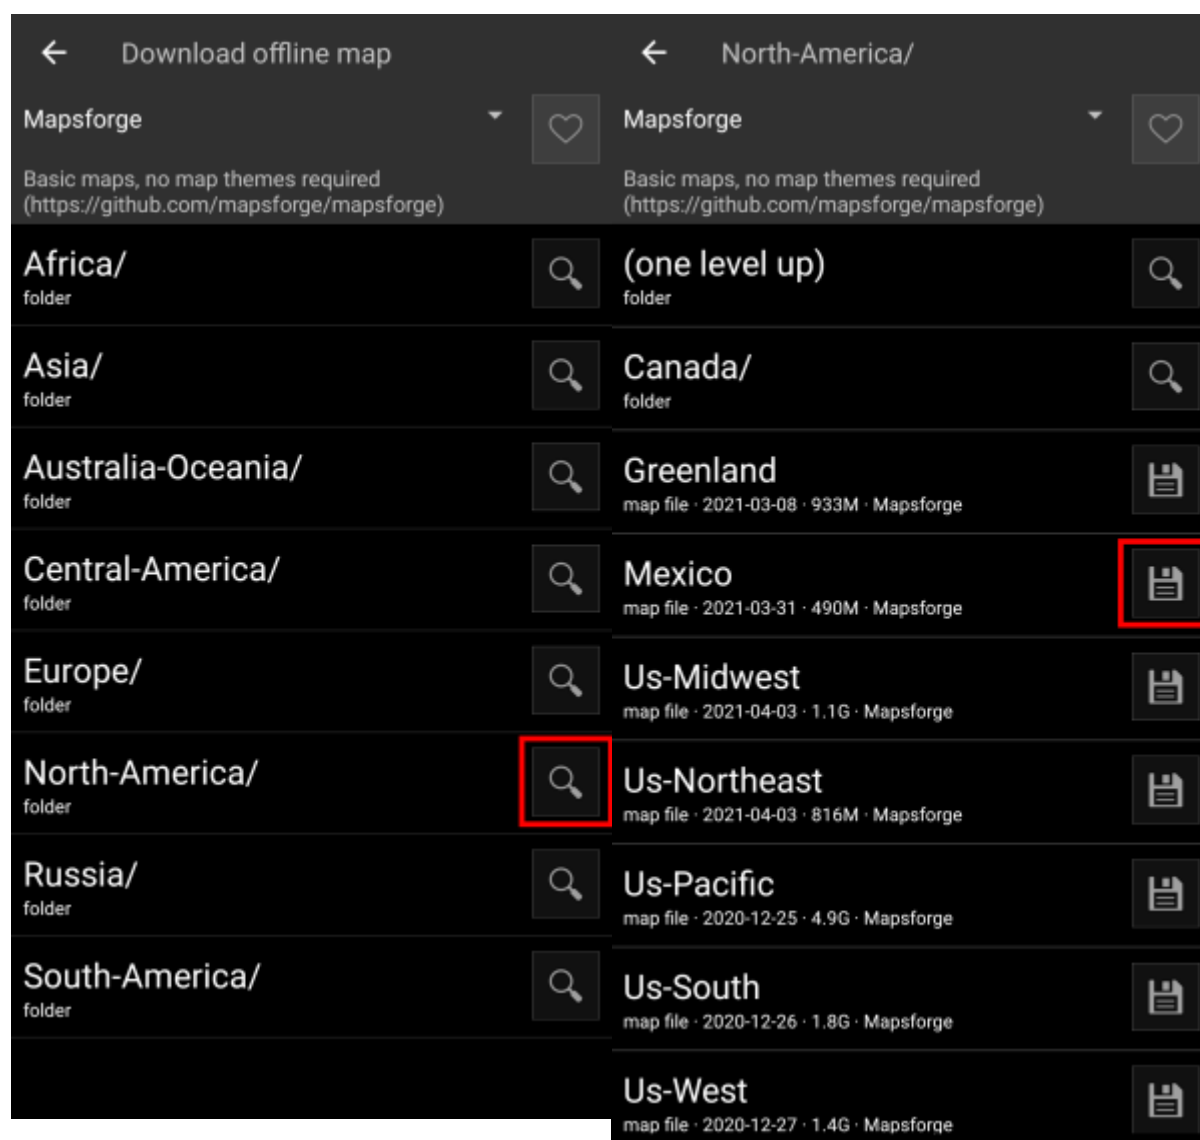 Download offline map
Mapsforge
Basic maps, no map themes required
(https://github.com/mapsforge/mapsforge)
Africa/
folder
Asia/
folder
Australia-Oceania/
folder
Central-America/
folder
Europe/
folder
North-America/
folder
Russia/
folder
South-America/
folder
North-America/
Mapsforge
Basic maps, no map themes required
(https://github.com/mapsforge/mapsforge)
(one level up)
folder
Canada/
folder
Greenland
map file · 2021-03-08 · 933M · Mapsforge
Mexico
map file · 2021-03-31 · 490M · Mapsforge
Us-Midwest
map file · 2021-04-03 · 1.1G · Mapsforge
Us-Northeast
map file · 2021-04-03 · 816M · Mapsforge
Us-Pacific
map file · 2020-12-25 · 4.9G · Mapsforge
Us-South
map file · 2020-12-26 · 1.8G · Mapsforge
Us-West
map file · 2020-12-27 · 1.4G · Mapsforge